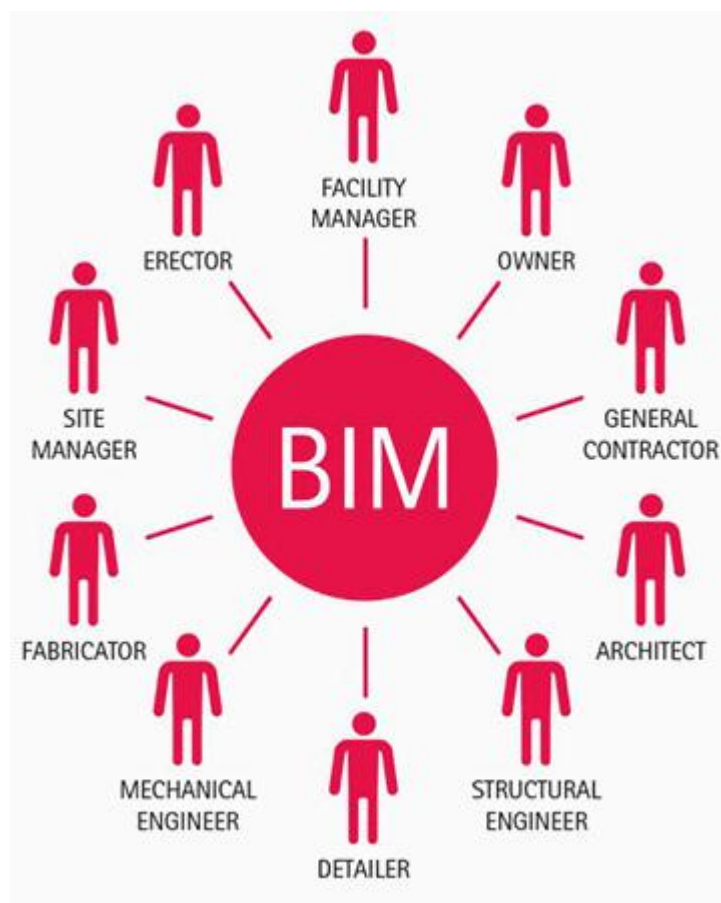 FACILITY
MANAGER
ERECTOR
OWNER
SITE
MANAGER
GENERAL
CONTRACTOR
BIM
FABRICATOR
ARCHITECT
MECHANICAL
ENGINEER
STRUCTURAL
ENGINEER
DETAILER